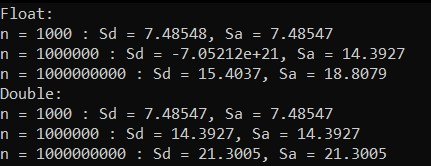 Float:
n = 1000 : Sd = 7.48548, Sa = 7.48547
n = 1000000 : Sd = -7.05212e+21, Sa = 14.3927
n = 1000000000 : Sd = 15.4037, Sa = 18.8079
Double:
n = 1000 : Sd = 7.48547, Sa = 7.48547
n = 1000000 : Sd = 14.3927, Sa = 14.3927
n = 1000000000 : Sd = 21.3005, Sa = 21.3005